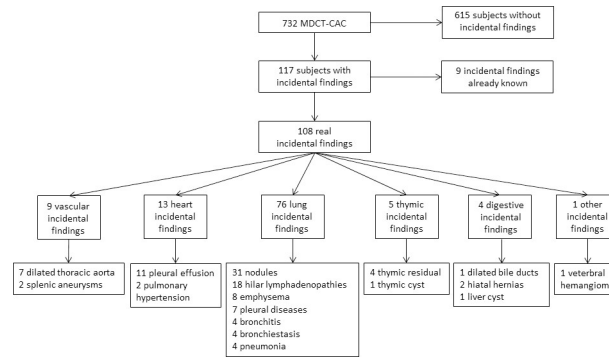 732 MDCT-CAC
615 subjects without
incidental findings
117 subjects with
incidental findings
9 incidental findings
already known
108 real
incidental findings
9 vascular
incidental findings
13 heart
incidental
findings
76 lung
incidental
findings
5 thymic
incidental
findings
4 digestive
incidental
findings
1 other
incidental
findings
7 dilated thoracic aorta
2 splenic aneurysms
11 pleural effusion
2 pulmonary
hypertension
31 nodules
18 hilar lymphadenopathies
8 emphysema
7 pleural diseases
4 bronchitis
4 bronchiestasis
4 pneumonia
4 thymic residual
1 thymic cyst
1 dilated bile ducts
2 hiatal hernias
1 liver cyst
1 veterbral
hemangiom